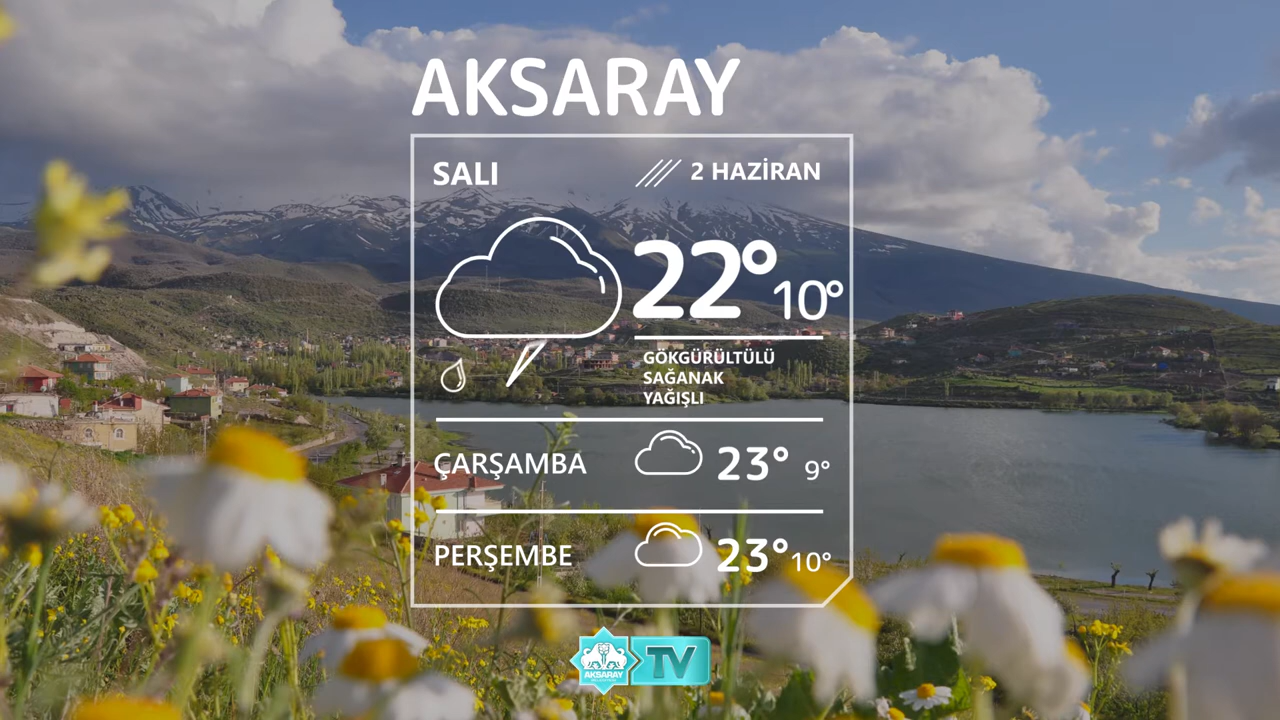 AKSARAY
SALI
2 HAZİRAN
22° 10°
GÖKGÜRÜLTÜLÜ
SAĞANAK
YAĞIŞLI
ÇARŞAMBA 23° 9°
PERŞEMBE 23° 10°
AKSARAY
TV